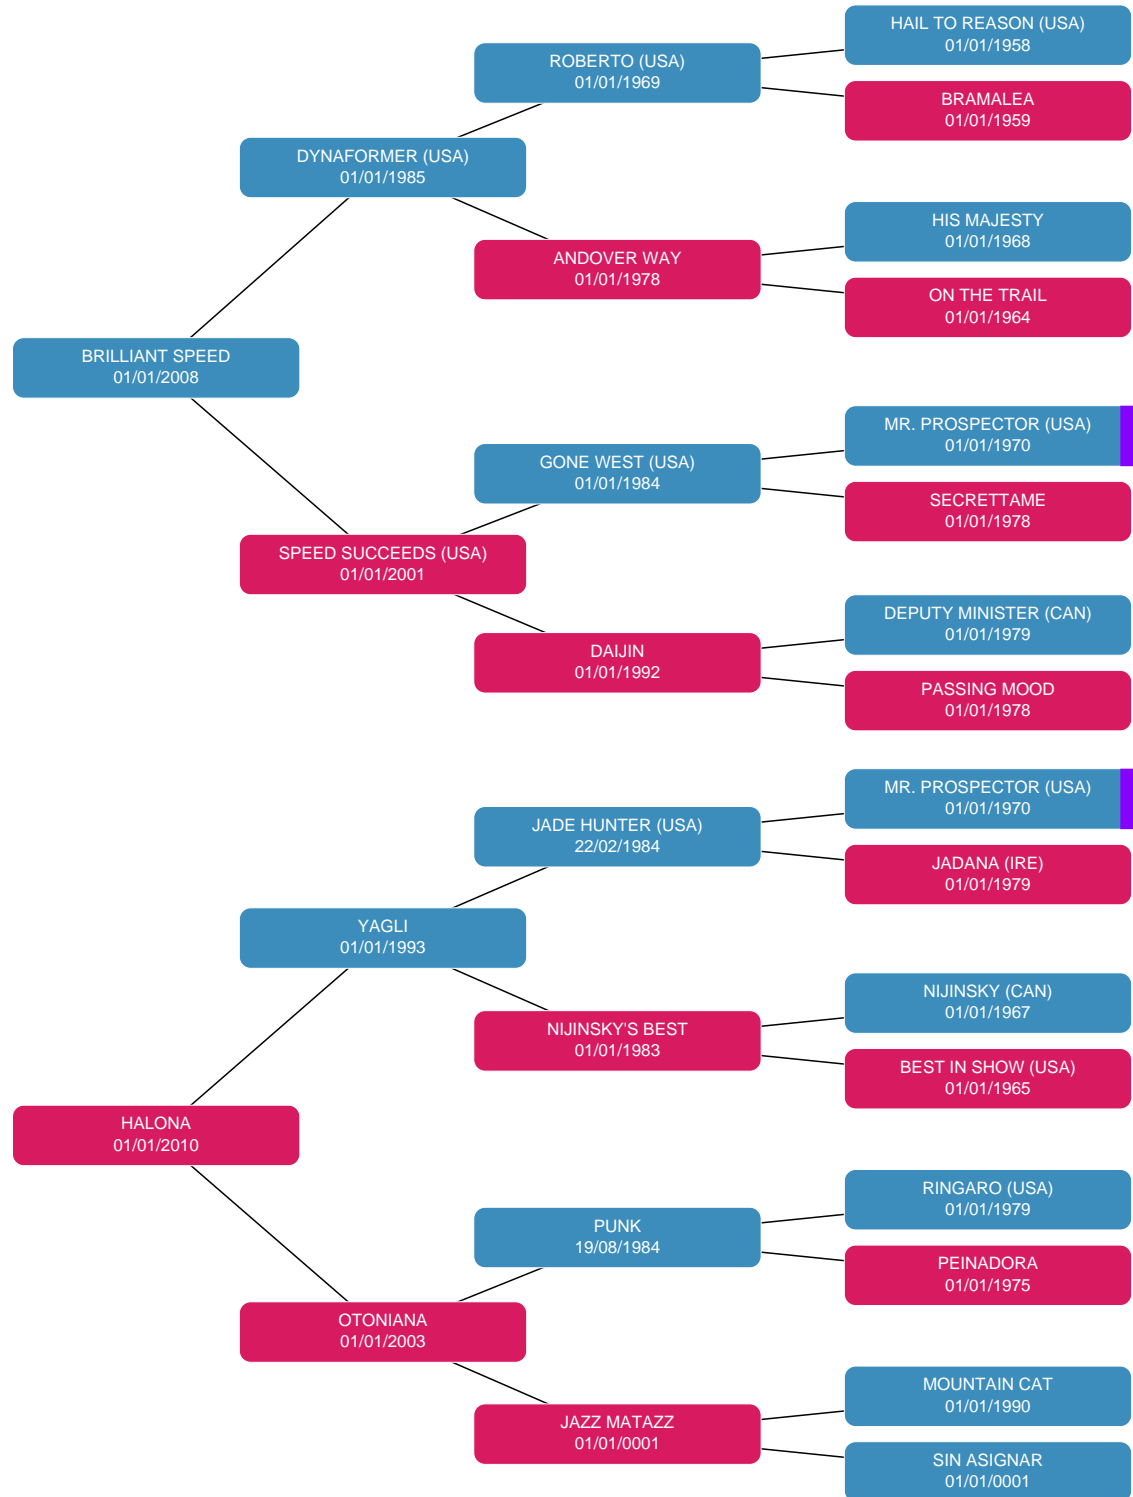 HAIL TO REASON (USA)
01/01/1958
ROBERTO (USA)
01/01/1969
BRAMALEA
01/01/1959
DYNAFORMER (USA)
01/01/1985
HIS MAJESTY
01/01/1968
ANDOVER WAY
01/01/1978
ON THE TRAIL
01/01/1964
BRILLIANT SPEED
01/01/2008
MR. PROSPECTOR (USA)
01/01/1970
GONE WEST (USA)
01/01/1984
SECRETTAME
01/01/1978
SPEED SUCCEEDS (USA)
01/01/2001
DEPUTY MINISTER (CAN)
01/01/1979
DAIJIN
01/01/1992
PASSING MOOD
01/01/1978
MR. PROSPECTOR (USA)
01/01/1970
JADE HUNTER (USA)
22/02/1984
JADANA (IRE)
01/01/1979
YAGLI
01/01/1993
NIJINSKY (CAN)
01/01/1967
NIJINSKY'S BEST
01/01/1983
BEST IN SHOW (USA)
01/01/1965
HALONA
01/01/2010
RINGARO (USA)
01/01/1979
PUNK
19/08/1984
PEINADORA
01/01/1975
OTONIANA
01/01/2003
MOUNTAIN CAT
01/01/1990
JAZZ MATAZZ
01/01/0001
SIN ASIGNAR
01/01/0001